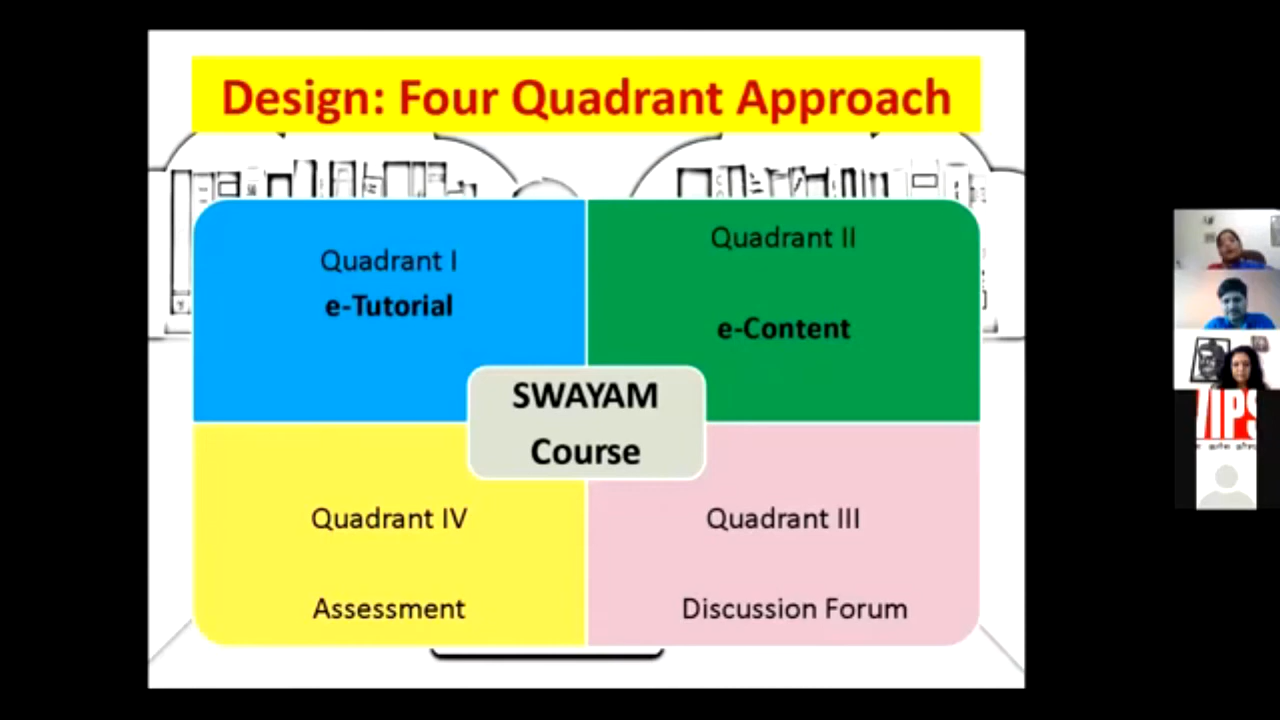 Design: Four Quadrant Approach
Quadrant I
e-Tutorial
Quadrant II
e-Content
SWAYAM
Course
Quadrant IV
Assessment
Quadrant III
Discussion Forum
VIPS